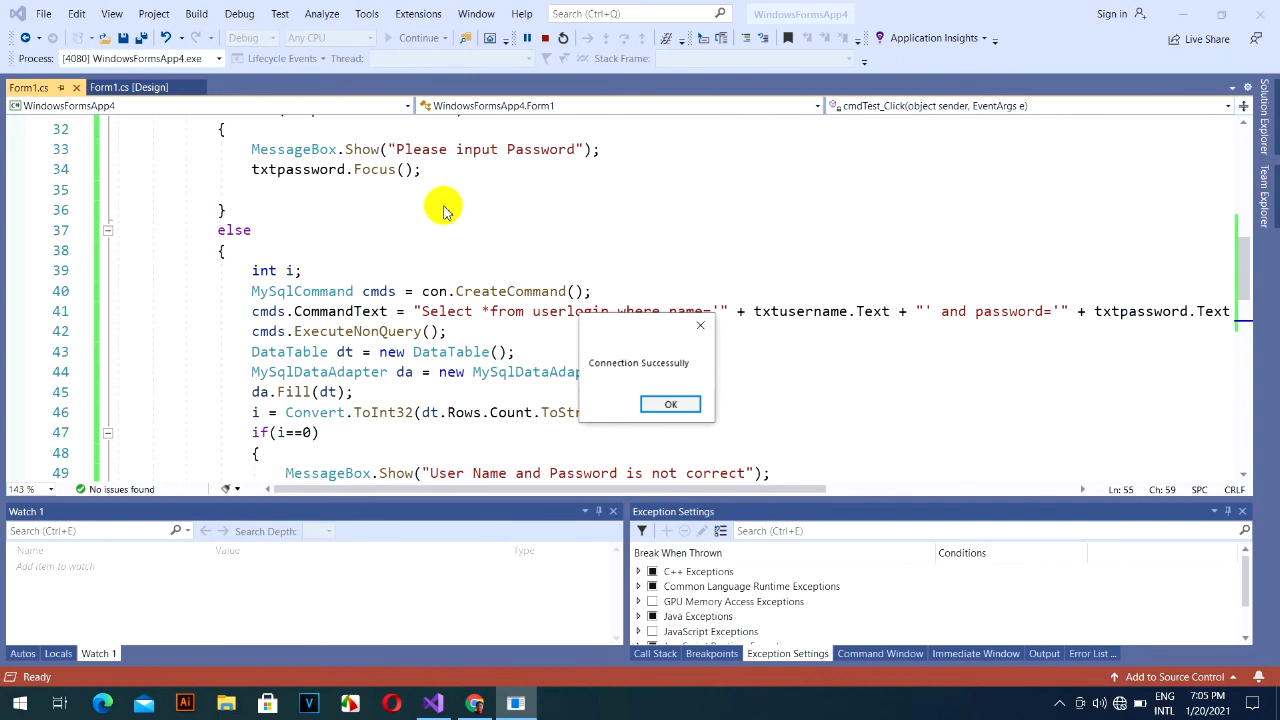 File Edit View Git Project Build Debug Test Analyze Tools Extensions Window Help Search (Ctrl+Q) WindowsFormsApp4 Sign in
Debug Any CPU Continue Application Insights Live Share
Process: [4080] WindowsFormsApp4.exe Lifecycle Events Thread: Stack Frame:
Form1.cs Form1.cs [Design]
WindowsFormsApp4 WindowsFormsApp4.Form1 cmdTest_Click(object sender, EventArgs e)
32 {
33 MessageBox.Show("Please input Password");
34 txtpassword.Focus();
35
36 }
37 else
38 {
39 int i;
40 MySqlCommand cmds = con.CreateCommand();
41 cmds.CommandText = "Select *from userlogin where name='" + txtusername.Text + "' and password='" + txtpassword.Text
42 cmds.ExecuteNonQuery();
43 DataTable dt = new DataTable();
44 MySqlDataAdapter da = new MySqlDataAdap
45 da.Fill(dt);
46 i = Convert.ToInt32(dt.Rows.Count.ToStr
47 if(i==0)
48 {
49 MessageBox.Show("User Name and Password is not correct");
Connection Successully
OK
Solution Explorer
Team Explorer
143 % No issues found Ln: 55 Ch: 59 SPC CRLF
Watch 1
Search (Ctrl+E) Search Depth:
Name Value Type
Add item to watch
Autos Locals Watch 1
Exception Settings
Search (Ctrl+E)
Break When Thrown Conditions
C++ Exceptions
Common Language Runtime Exceptions
GPU Memory Access Exceptions
Java Exceptions
JavaScript Exceptions
Call Stack Breakpoints Exception Settings Command Window Immediate Window Output Error List ...
Ready Add to Source Control
Ai V ENG 7:05 PM
INTL 1/20/2021